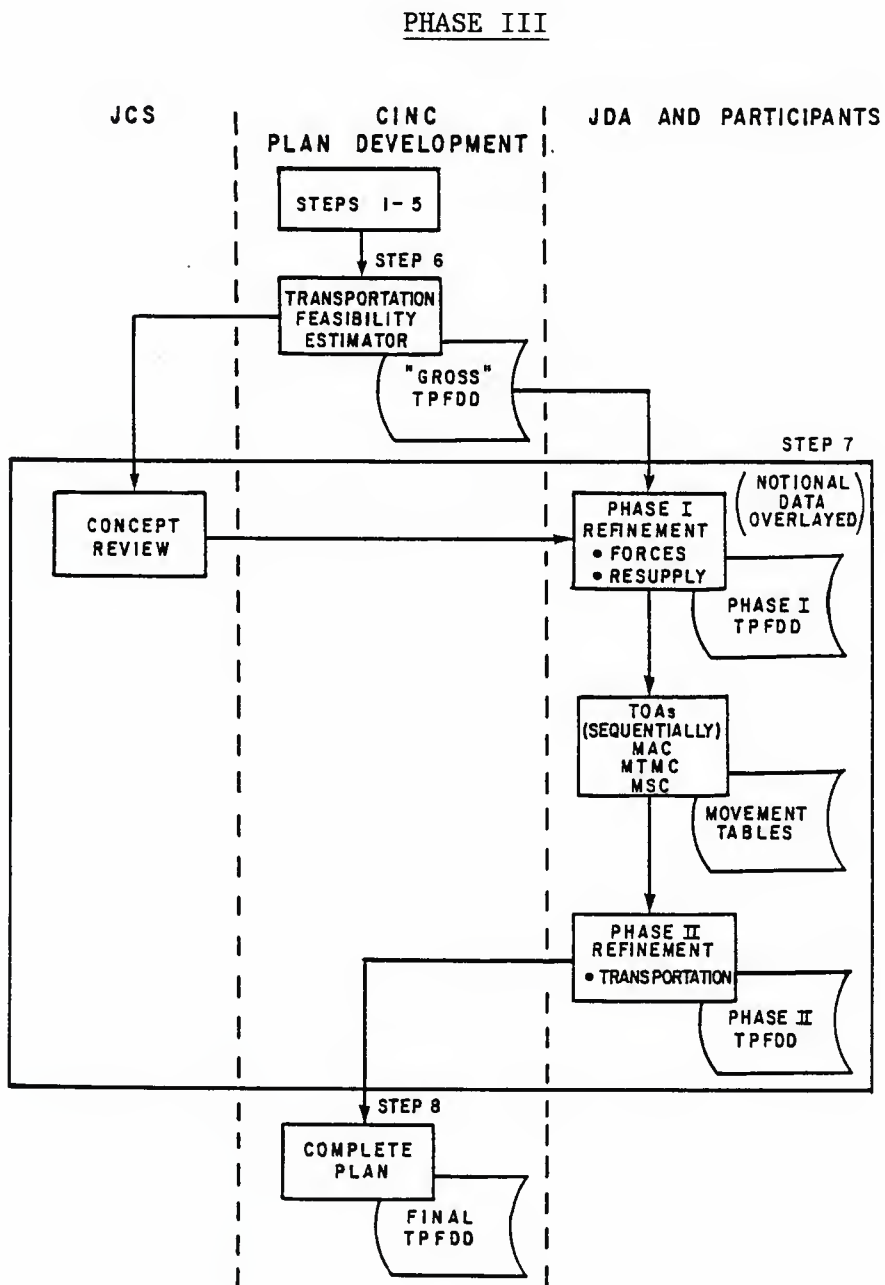 PHASE III
JCS
CINC
PLAN DEVELOPMENT
JDA AND PARTICIPANTS
STEPS 1-5
STEP 6
TRANSPORTATION
FEASIBILITY
ESTIMATOR
"GROSS"
TPFDD
STEP 7
CONCEPT
REVIEW
PHASE I
REFINEMENT
• FORCES
• RESUPPLY
(NOTIONAL
DATA
OVERLAYED)
PHASE I
TPFDD
TOAs
(SEQUENTIALLY)
MAC
MTMC
MSC
MOVEMENT
TABLES
PHASE II
REFINEMENT
• TRANSPORTATION
PHASE II
TPFDD
STEP 8
COMPLETE
PLAN
FINAL
TPFDD